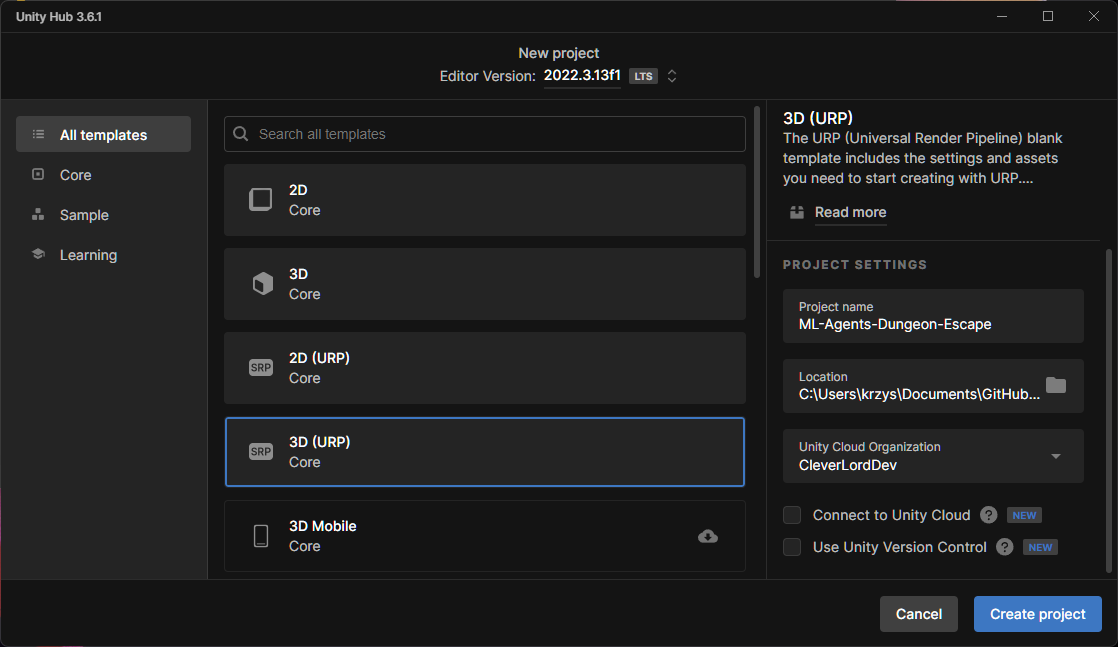 Unity Hub 3.6.1
New project
Editor Version: 2022.3.13f1 LTS
All templates
Core
Sample
Learning
Search all templates
2D
Core
3D
Core
SRP
2D (URP)
Core
SRP
3D (URP)
Core
3D Mobile
Core
3D (URP)
The URP (Universal Render Pipeline) blank
template includes the settings and assets
you need to start creating with URP....
Read more
PROJECT SETTINGS
Project name
ML-Agents-Dungeon-Escape
Location
C:\Users\krzys\Documents\GitHub...
Unity Cloud Organization
CleverLordDev
Connect to Unity Cloud ? NEW
Use Unity Version Control ? NEW
Cancel
Create project